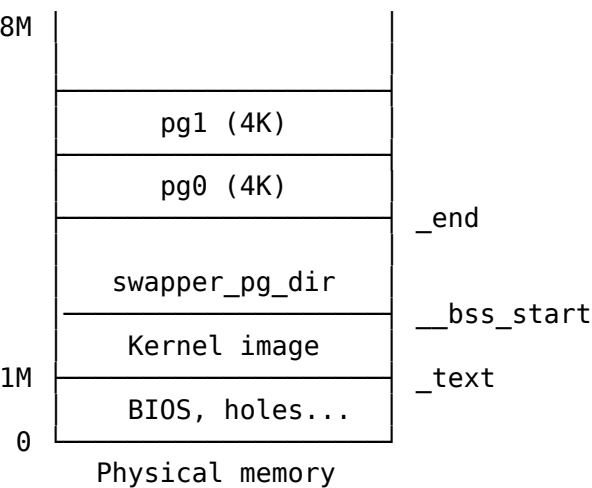 8M
pg1 (4K)
pg0 (4K)
_end
swapper_pg_dir
__bss_start
Kernel image
1M
_text
BIOS, holes...
0
Physical memory